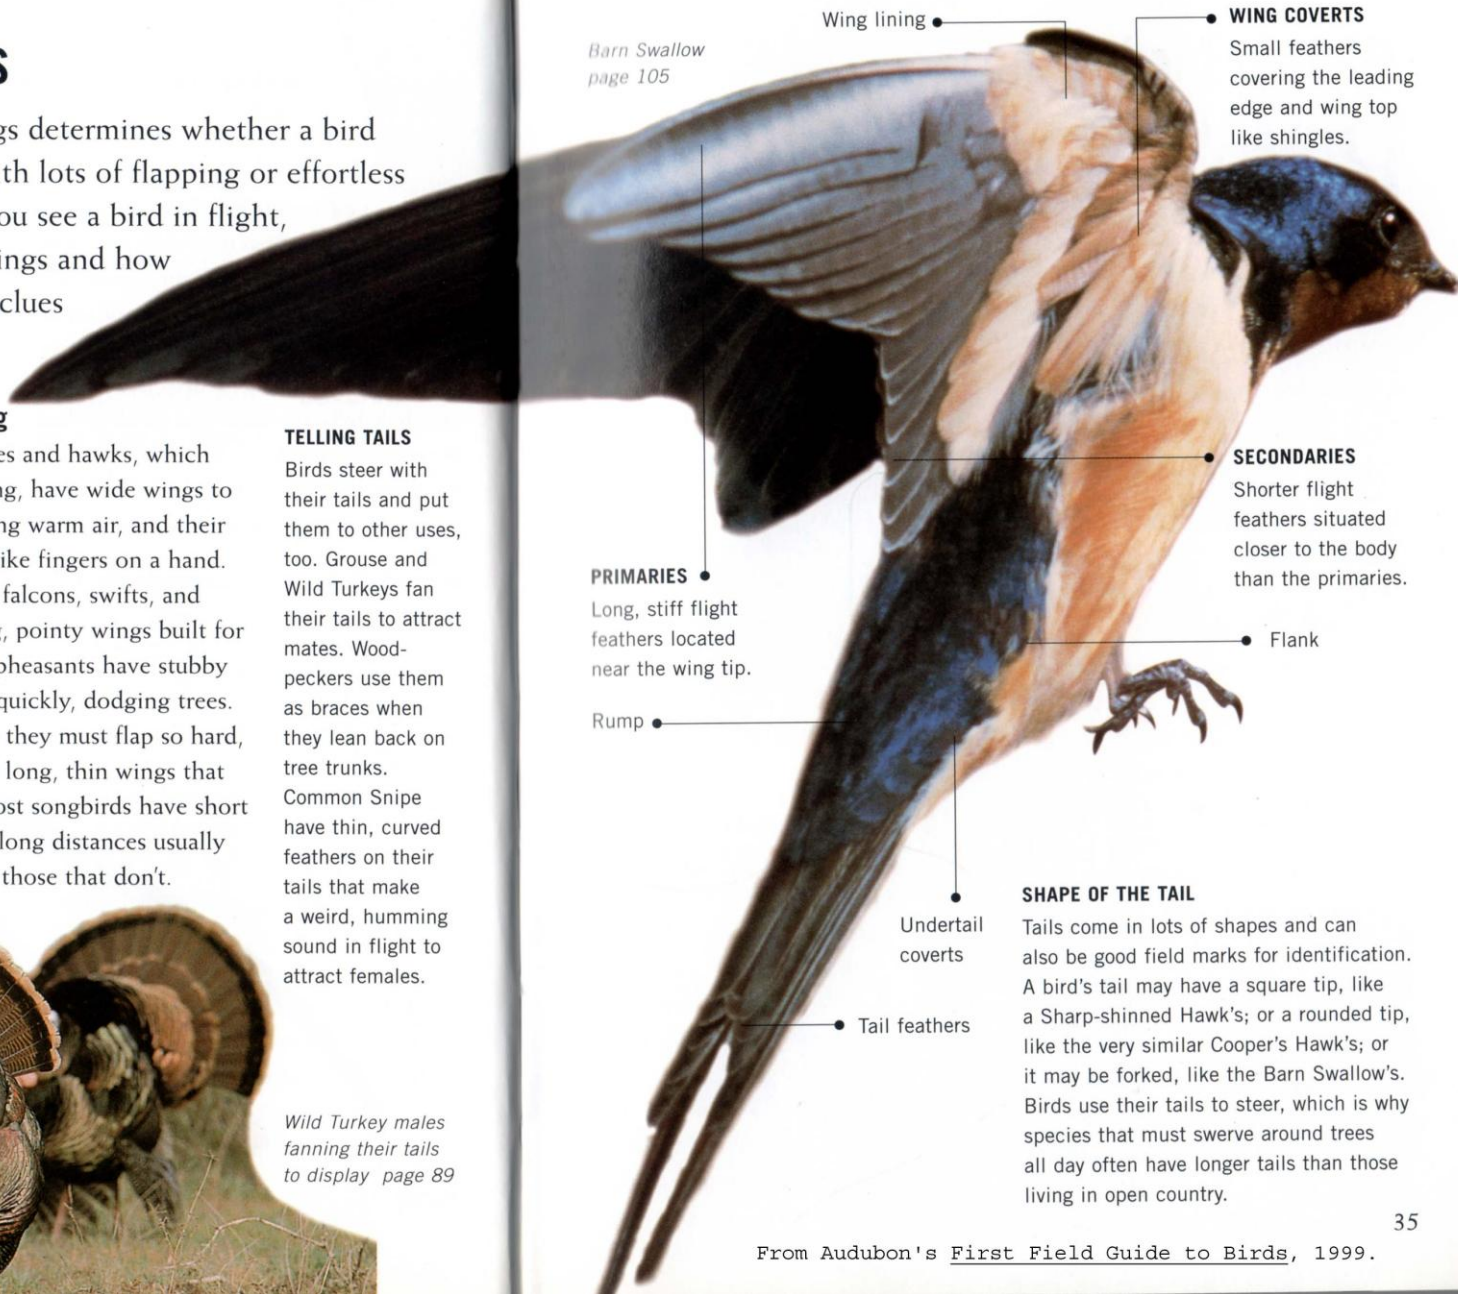 S
gs determines whether a bird
th lots of flapping or effortless
ou see a bird in flight,
ings and how
clues
g
es and hawks, which
ng, have wide wings to
ng warm air, and their
ike fingers on a hand.
falcons, swifts, and
, pointy wings built for
pheasants have stubby
quickly, dodging trees.
they must flap so hard,
long, thin wings that
ost songbirds have short
long distances usually
those that don't.
TELLING TAILS
Birds steer with
their tails and put
them to other uses,
too. Grouse and
Wild Turkeys fan
their tails to attract
mates. Wood-
peckers use them
as braces when
they lean back on
tree trunks.
Common Snipe
have thin, curved
feathers on their
tails that make
a weird, humming
sound in flight to
attract females.
Wild Turkey males
fanning their tails
to display page 89
Barn Swallow
page 105
Wing lining
WING COVERTS
Small feathers
covering the leading
edge and wing top
like shingles.
SECONDARIES
Shorter flight
feathers situated
closer to the body
than the primaries.
PRIMARIES
Long, stiff flight
feathers located
near the wing tip.
Flank
Rump
Undertail
coverts
Tail feathers
SHAPE OF THE TAIL
Tails come in lots of shapes and can
also be good field marks for identification.
A bird's tail may have a square tip, like
a Sharp-shinned Hawk's; or a rounded tip,
like the very similar Cooper's Hawk's; or
it may be forked, like the Barn Swallow's.
Birds use their tails to steer, which is why
species that must swerve around trees
all day often have longer tails than those
living in open country.
35
From Audubon's First Field Guide to Birds, 1999.